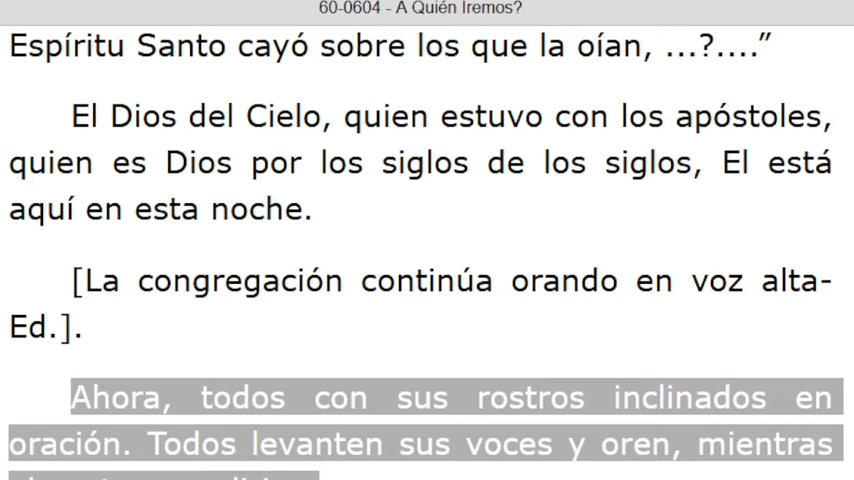 60-0604 - A Quién Iremos?
Espíritu Santo cayó sobre los que la oían, ...?....”
El Dios del Cielo, quien estuvo con los apóstoles,
quien es Dios por los siglos de los siglos, El está
aquí en esta noche.
[La congregación continúa orando en voz alta-
Ed.].
Ahora, todos con sus rostros inclinados en
oración. Todos levanten sus voces y oren, mientras